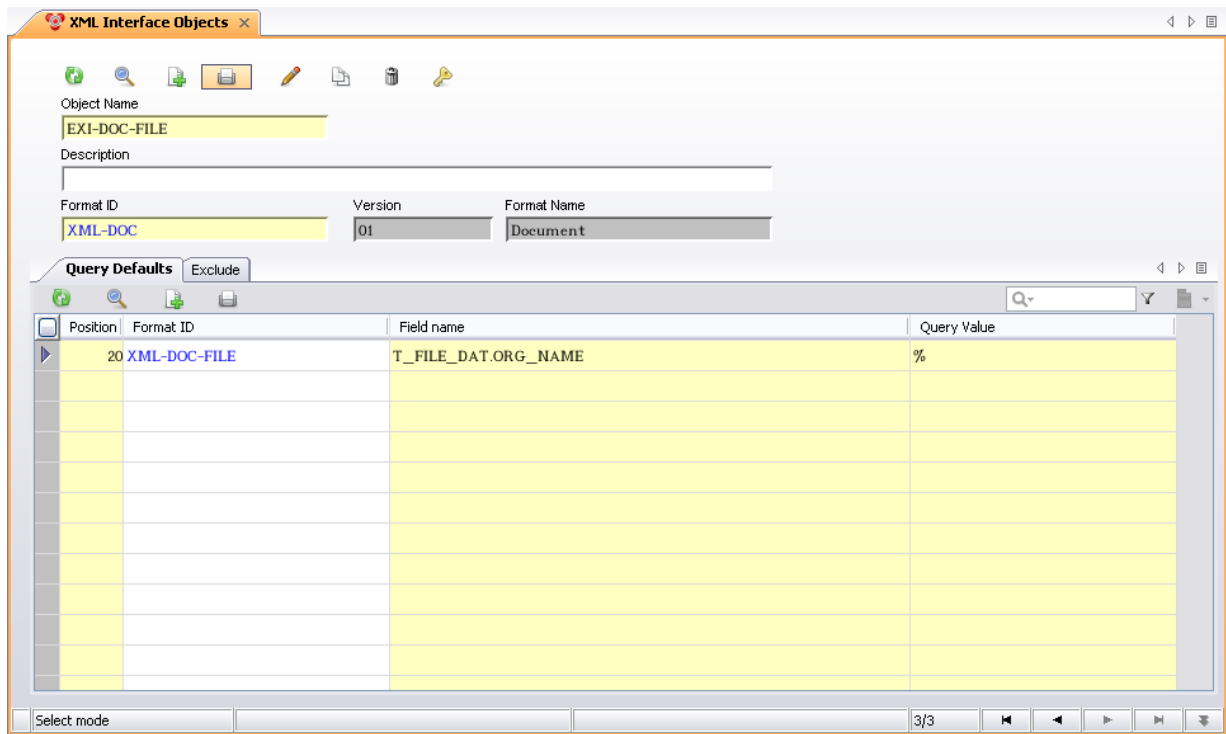 XML Interface Objects
Object Name
EXI-DOC-FILE
Description
Format ID Version Format Name
XML-DOC 01 Document
Query Defaults Exclude
Position Format ID Field name Query Value
20 XML-DOC-FILE T_FILE_DAT.ORG_NAME %
Select mode 3/3